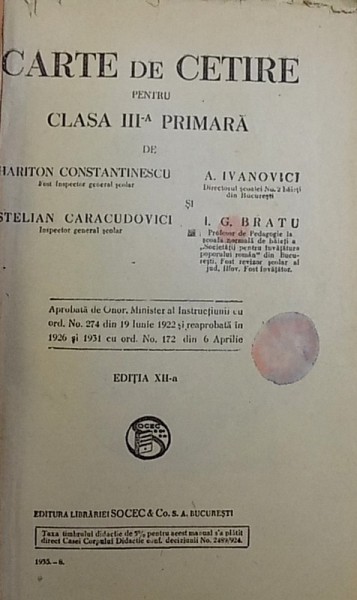 CARTE DE CETIRE
PENTRU
CLASA III-A PRIMARĂ
DE
HARITON CONSTANTINESCU
Fost Inspector general școlar
A. IVANOVICI
Directorul școalei No. 2 băieți
din București
ȘI
STELIAN CARACUDOVICI
Inspector general școlar
I. G. BRATU
Profesor de Pedagogie la
școala normală de băieți a
„Societății pentru învățătura
poporului român" din Bucu-
rești, Fost revizor școlar al
jud. Ilfov, Fost învățător.
Aprobată de Onor. Minister al Instrucțiunii cu
ord. No. 274 din 19 Iunie 1922 și reaprobată în
1926 și 1931 cu ord. No. 172 din 6 Aprilie
EDIȚIA XII-a
SOCEC
EDITURA LIBRĂRIEI SOCEC & Co. S. A. BUCUREȘTI
Taxa timbrului didactic de 5% pentru acest manual s'a plătit
direct Casei Corpului Didactic conf. deciziunii No. 2489/924.
1935.—6.